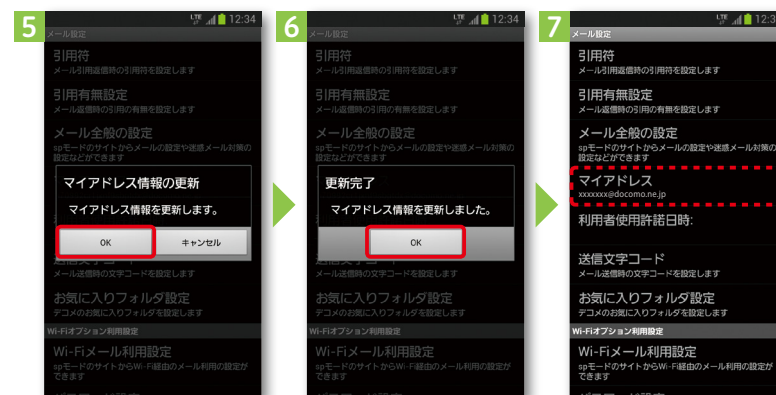 5
LTE 12:34
メール設定
引用符
メール引用返信時の引用符を設定します
引用有無設定
メール返信時の引用の有無を設定します
メール全般の設定
spモードのサイトからメールの設定や迷惑メール対策の
設定などができます
マイアドレス情報の更新
マイアドレス情報を更新します。
OK
キャンセル
送信文字コード
メール送信時の文字コードを設定します
お気に入りフォルダ設定
デコメのお気に入りフォルダを設定します
Wi-Fiオプション利用設定
Wi-Fiメール利用設定
spモードのサイトからWi-Fi経由のメール利用の設定が
できます
6
LTE 12:34
メール設定
引用符
メール引用返信時の引用符を設定します
引用有無設定
メール返信時の引用の有無を設定します
メール全般の設定
spモードのサイトからメールの設定や迷惑メール対策の
設定などができます
更新完了
マイアドレス情報を更新しました。
OK
送信文字コード
メール送信時の文字コードを設定します
お気に入りフォルダ設定
デコメのお気に入りフォルダを設定します
Wi-Fiオプション利用設定
Wi-Fiメール利用設定
spモードのサイトからWi-Fi経由のメール利用の設定が
できます
7
LTE 12:3
メール設定
引用符
メール引用返信時の引用符を設定します
引用有無設定
メール返信時の引用の有無を設定します
メール全般の設定
spモードのサイトからメールの設定や迷惑メール対策の
設定などができます
マイアドレス
xxxxxxx@docomo.ne.jp
利用者使用許諾日時:
送信文字コード
メール送信時の文字コードを設定します
お気に入りフォルダ設定
デコメのお気に入りフォルダを設定します
Wi-Fiオプション利用設定
Wi-Fiメール利用設定
spモードのサイトからWi-Fi経由のメール利用の設定が
できます